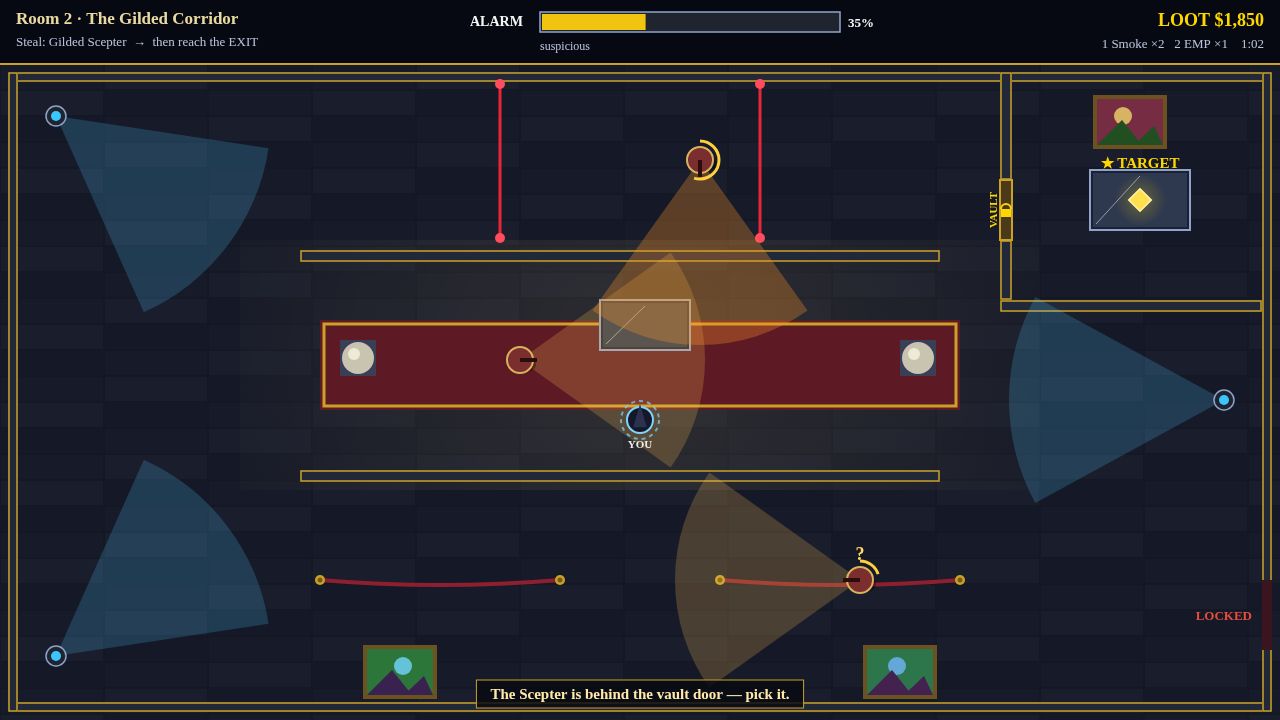 Room 2 · The Gilded Corridor
Steal: Gilded Scepter → then reach the EXIT
ALARM
35%
suspicious
LOOT $1,850
1 Smoke ×2 2 EMP ×1 1:02
★ TARGET
VAULT
YOU
?
LOCKED
The Scepter is behind the vault door — pick it.